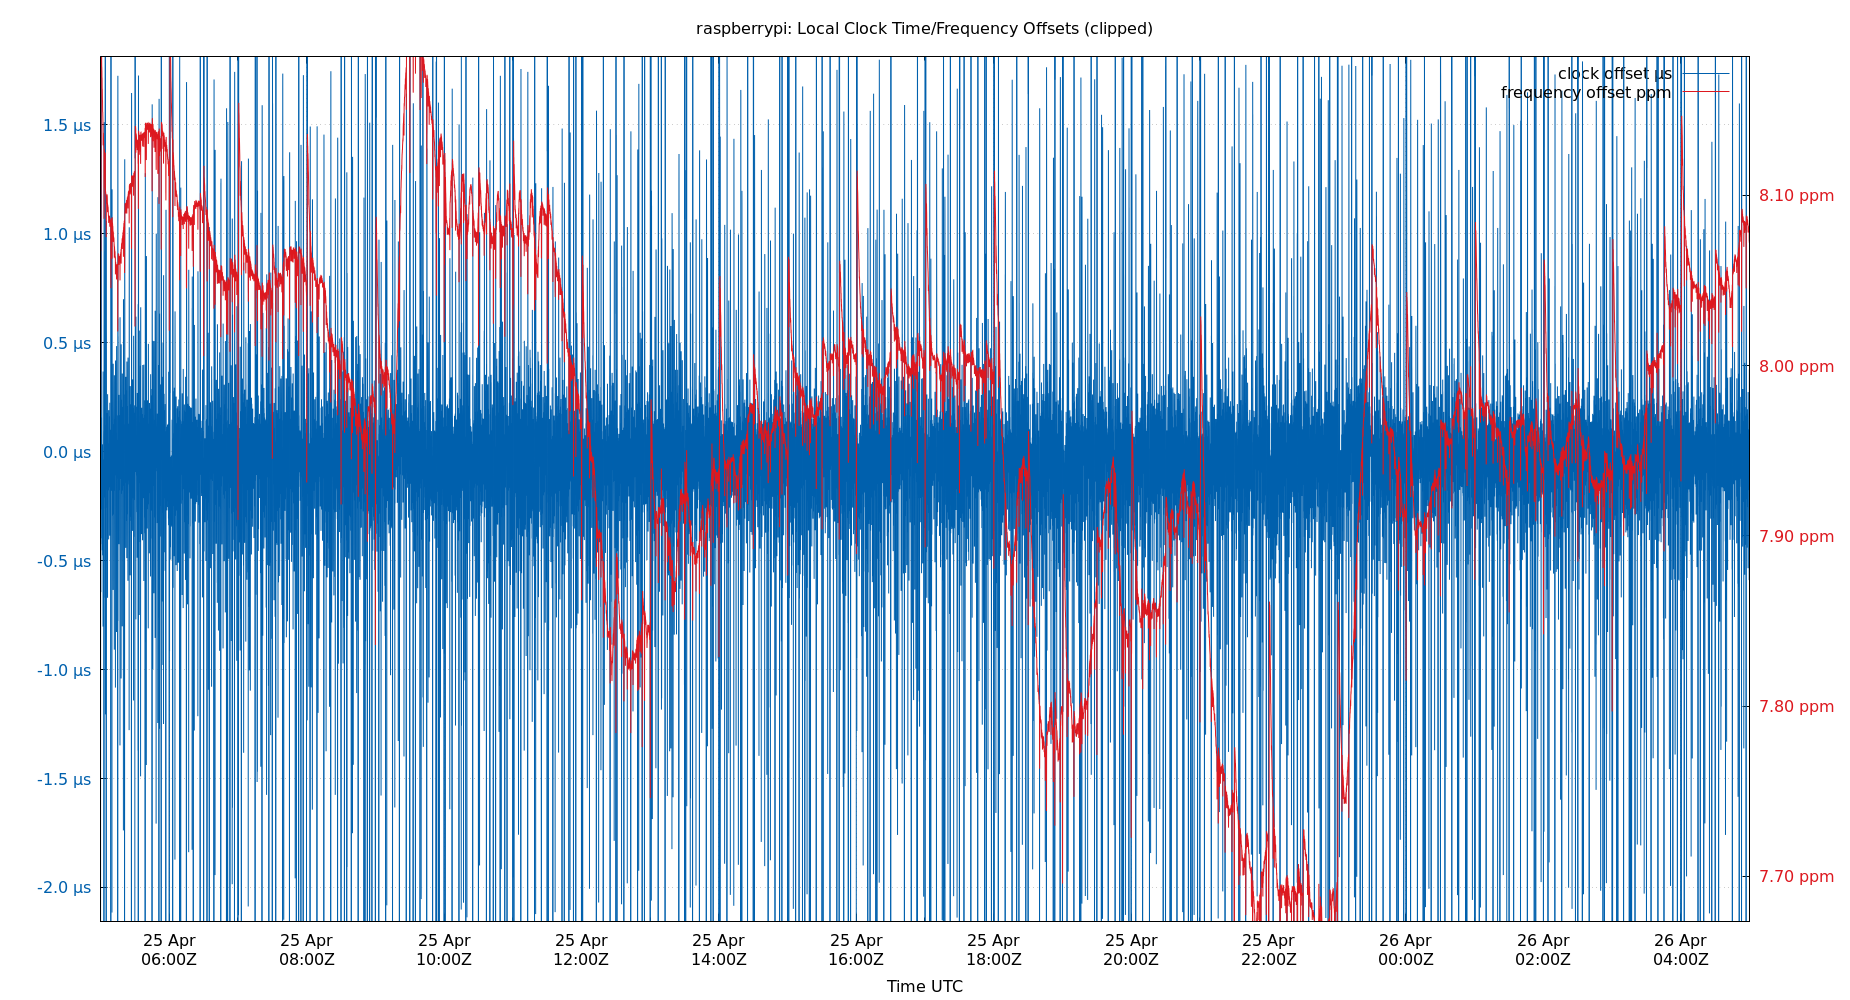 raspberrypi: Local Clock Time/Frequency Offsets (clipped)
clock offset µs
frequency offset ppm
1.5 µs
1.0 µs
0.5 µs
0.0 µs
-0.5 µs
-1.0 µs
-1.5 µs
-2.0 µs
8.10 ppm
8.00 ppm
7.90 ppm
7.80 ppm
7.70 ppm
25 Apr 25 Apr 25 Apr 25 Apr 25 Apr 25 Apr 25 Apr 25 Apr 25 Apr 26 Apr 26 Apr 26 Apr
06:00Z 08:00Z 10:00Z 12:00Z 14:00Z 16:00Z 18:00Z 20:00Z 22:00Z 00:00Z 02:00Z 04:00Z
Time UTC